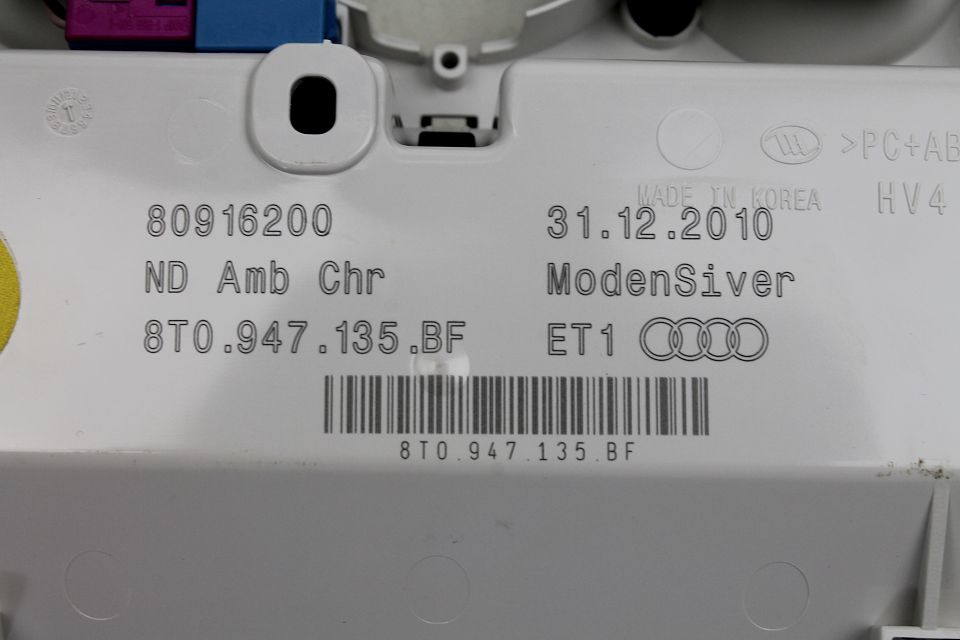 >PC+AB
MADE IN KOREA
HV4
80916200
31.12.2010
ND Amb Chr
ModenSiver
8T0.947.135.BF
ET1
8T0.947.135.BF